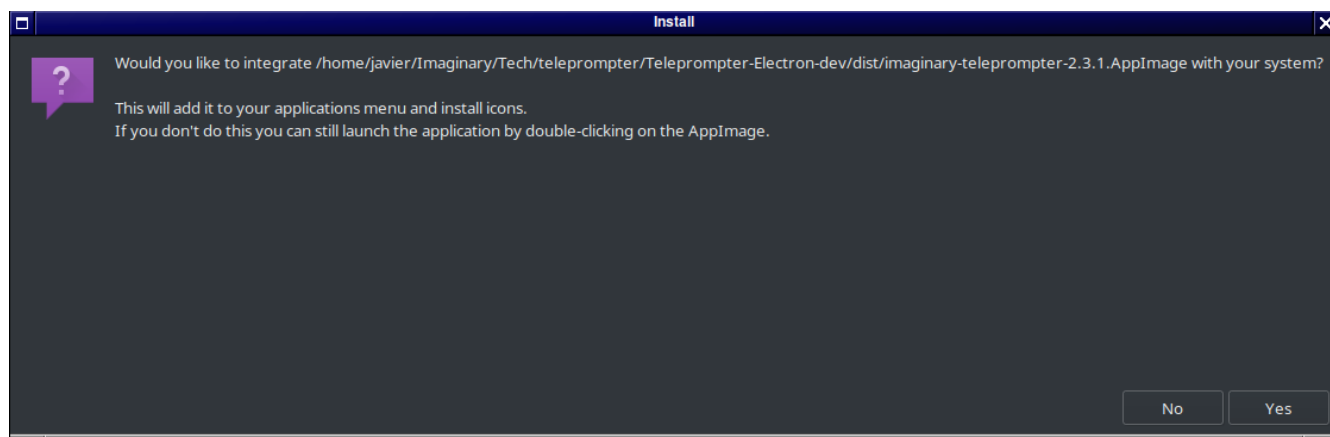 Install
Would you like to integrate /home/javier/Imaginary/Tech/teleprompter/Teleprompter-Electron-dev/dist/imaginary-teleprompter-2.3.1.AppImage with your system?
This will add it to your applications menu and install icons.
If you don't do this you can still launch the application by double-clicking on the AppImage.
No Yes